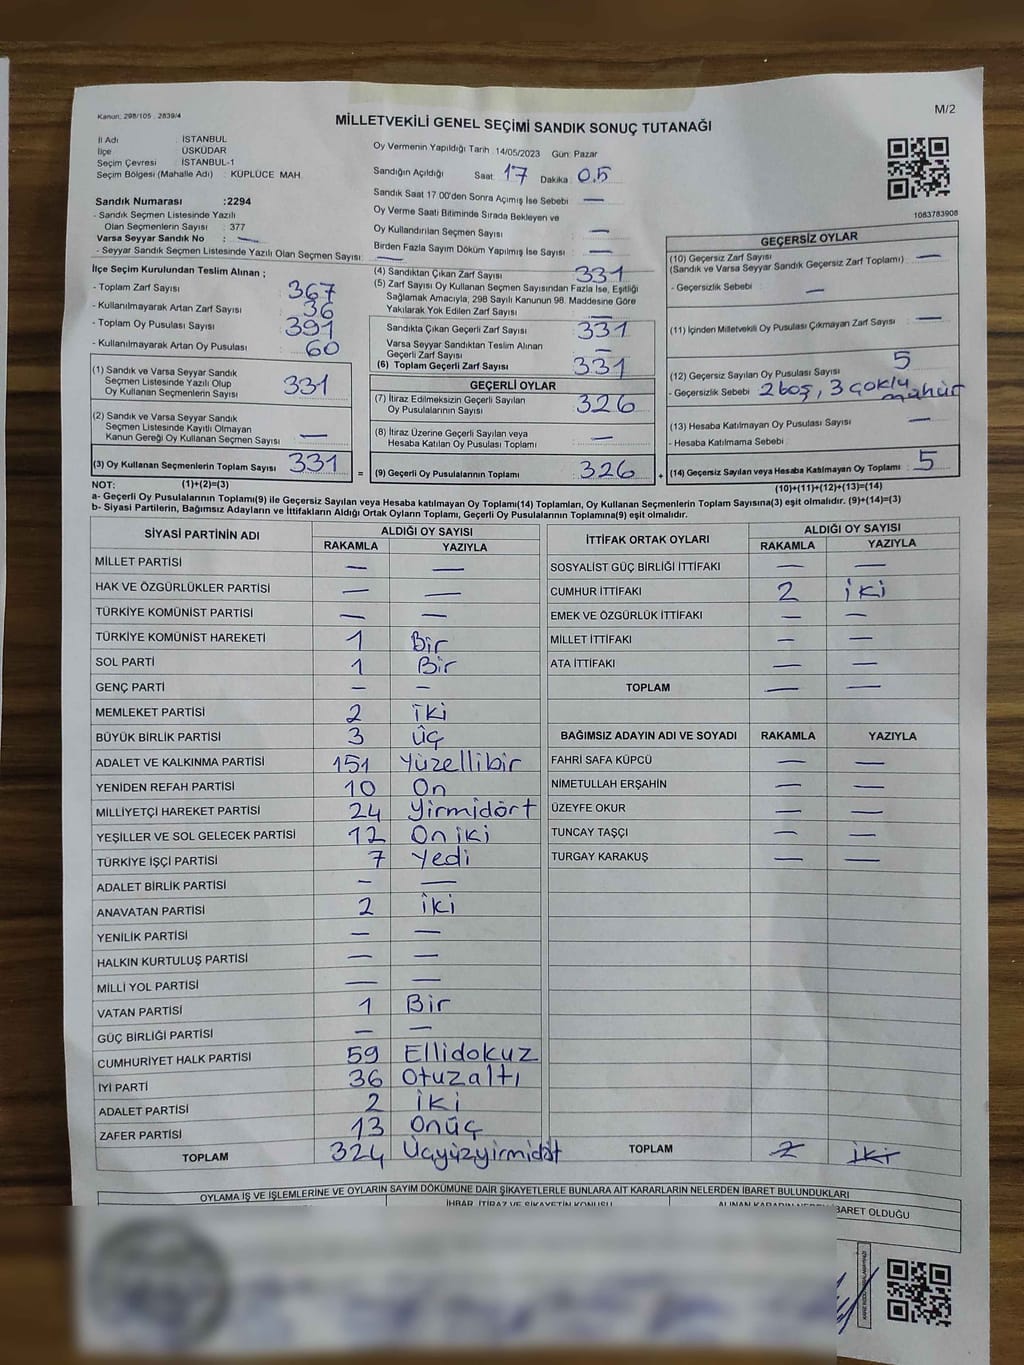 Kanun: 298/105 , 2839/4
M/2
MİLLETVEKİLİ GENEL SEÇİMİ SANDIK SONUÇ TUTANAĞI
İl Adı : İSTANBUL
İlçe : ÜSKÜDAR
Seçim Çevresi : İSTANBUL-1
Seçim Bölgesi (Mahalle Adı) : KÜPLÜCE MAH.
Sandık Numarası :2294
- Sandık Seçmen Listesinde Yazılı
Olan Seçmenlerin Sayısı : 377
Varsa Seyyar Sandık No : —
- Seyyar Sandık Seçmen Listesinde Yazılı Olan Seçmen Sayısı: —
Oy Vermenin Yapıldığı Tarih :14/05/2023 Gün: Pazar
Sandığın Açıldığı Saat 17 Dakika 0.5
Sandık Saat 17 00'den Sonra Açımış İse Sebebi —
Oy Verme Saati Bitiminde Sırada Bekleyen ve
Oy Kullandırılan Seçmen Sayısı —
Birden Fazla Sayım Döküm Yapılmış İse Sayısı —
1083783908
İlçe Seçim Kurulundan Teslim Alınan ;
- Toplam Zarf Sayısı : 367
- Kullanılmayarak Artan Zarf Sayısı : 36
- Toplam Oy Pusulası Sayısı : 391
- Kullanılmayarak Artan Oy Pusulası : 60
(1) Sandık ve Varsa Seyyar Sandık
Seçmen Listesinde Yazılı Olup
Oy Kullanan Seçmenlerin Sayısı 331
(2) Sandık ve Varsa Seyyar Sandık
Seçmen Listesinde Kayıtlı Olmayan
Kanun Gereği Oy Kullanan Seçmen Sayısı —
(3) Oy Kullanan Seçmenlerin Toplam Sayısı 331
(4) Sandıktan Çıkan Zarf Sayısı 331
(5) Zarf Sayısı Oy Kullanan Seçmen Sayısından Fazla İse, Eşitliği
Sağlamak Amacıyla, 298 Sayılı Kanunun 98. Maddesine Göre
Yakılarak Yok Edilen Zarf Sayısı —
Sandıkta Çıkan Geçerli Zarf Sayısı 331
Varsa Seyyar Sandıktan Teslim Alınan
Geçerli Zarf Sayısı —
(6) Toplam Geçerli Zarf Sayısı 331
GEÇERLİ OYLAR
(7) İtiraz Edilmeksizin Geçerli Sayılan
Oy Pusulalarının Sayısı 326
(8) İtiraz Üzerine Geçerli Sayılan veya
Hesaba Katılan Oy Pusulası Toplamı —
= (9) Geçerli Oy Pusulalarının Toplamı 326 +
GEÇERSİZ OYLAR
(10) Geçersiz Zarf Sayısı —
(Sandık ve Varsa Seyyar Sandık Geçersiz Zarf Toplamı)
- Geçersizlik Sebebi : —
(11) İçinden Milletvekili Oy Pusulası Çıkmayan Zarf Sayısı —
(12) Geçersiz Sayılan Oy Pusulası Sayısı 5
- Geçersizlik Sebebi 2 boş, 3 çoklu
mühür
(13) Hesaba Katılmayan Oy Pusulası Sayısı —
- Hesaba Katılmama Sebebi
(14) Geçersiz Sayılan veya Hesaba Katılmayan Oy Toplamı 5
NOT: (1)+(2)=(3) (10)+(11)+(12)+(13)=(14)
a- Geçerli Oy Pusulalarının Toplamı(9) ile Geçersiz Sayılan veya Hesaba katılmayan Oy Toplamı(14) Toplamları, Oy Kullanan Seçmenlerin Toplam Sayısına(3) eşit olmalıdır. (9)+(14)=(3)
b- Siyasi Partilerin, Bağımsız Adayların ve İttifakların Aldığı Ortak Oyların Toplamı, Geçerli Oy Pusulalarının Toplamına(9) eşit olmalıdır.
SİYASİ PARTİNİN ADI ALDIĞI OY SAYISI
RAKAMLA YAZIYLA
MİLLET PARTİSİ — —
HAK VE ÖZGÜRLÜKLER PARTİSİ — —
TÜRKİYE KOMÜNİST PARTİSİ — —
TÜRKİYE KOMÜNİST HAREKETİ 1 Bir
SOL PARTİ 1 Bir
GENÇ PARTİ — —
MEMLEKET PARTİSİ 2 İki
BÜYÜK BİRLİK PARTİSİ 3 Üç
ADALET VE KALKINMA PARTİSİ 151 Yüzellibir
YENİDEN REFAH PARTİSİ 10 On
MİLLİYETÇİ HAREKET PARTİSİ 24 Yirmidört
YEŞİLLER VE SOL GELECEK PARTİSİ 12 On iki
TÜRKİYE İŞÇİ PARTİSİ 7 Yedi
ADALET BİRLİK PARTİSİ — —
ANAVATAN PARTİSİ 2 İki
YENİLİK PARTİSİ — —
HALKIN KURTULUŞ PARTİSİ — —
MİLLİ YOL PARTİSİ — —
VATAN PARTİSİ 1 Bir
GÜÇ BİRLİĞİ PARTİSİ — —
CUMHURİYET HALK PARTİSİ 59 Ellidokuz
İYİ PARTİ 36 Otuzaltı
ADALET PARTİSİ 2 İki
ZAFER PARTİSİ 13 Onüç
TOPLAM 324 Üçyüzyirmidört
İTTİFAK ORTAK OYLARI ALDIĞI OY SAYISI
RAKAMLA YAZIYLA
SOSYALİST GÜÇ BİRLİĞİ İTTİFAKI — —
CUMHUR İTTİFAKI 2 iki
EMEK VE ÖZGÜRLÜK İTTİFAKI — —
MİLLET İTTİFAKI — —
ATA İTTİFAKI — —
TOPLAM — —
BAĞIMSIZ ADAYIN ADI VE SOYADI RAKAMLA YAZIYLA
FAHRİ SAFA KÜPCÜ — —
NİMETULLAH ERŞAHİN — —
ÜZEYFE OKUR — —
TUNCAY TAŞÇI — —
TURGAY KARAKUŞ — —
TOPLAM 2 iki
OYLAMA İŞ VE İŞLEMLERİNE VE OYLARIN SAYIM DÖKÜMÜNE DAİR ŞİKAYETLERLE BUNLARA AİT KARARLARIN NELERDEN İBARET BULUNDUKLARI
İHBAR, İTİRAZ VE ŞİKAYETİN KONUSU
ALINAN KARARIN NEDEN İBARET OLDUĞU